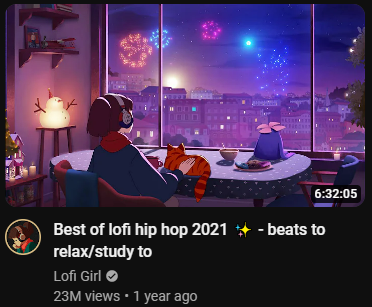 6:32:05
Best of lofi hip hop 2021 ✨ - beats to
relax/study to
Lofi Girl
23M views • 1 year ago